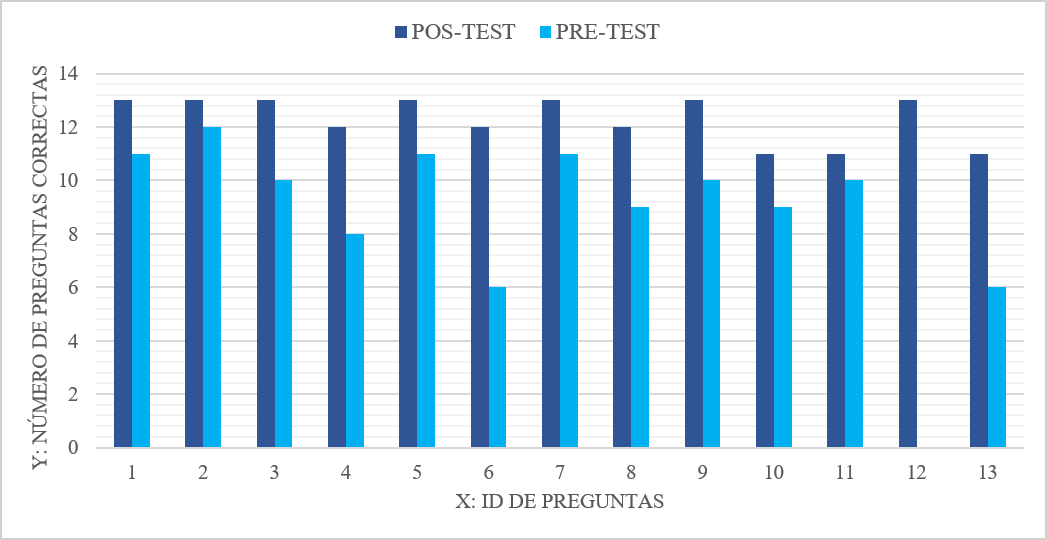 POS-TEST PRE-TEST
Y: NÚMERO DE PREGUNTAS CORRECTAS
14
12
10
8
6
4
2
0
1 2 3 4 5 6 7 8 9 10 11 12 13
X: ID DE PREGUNTAS